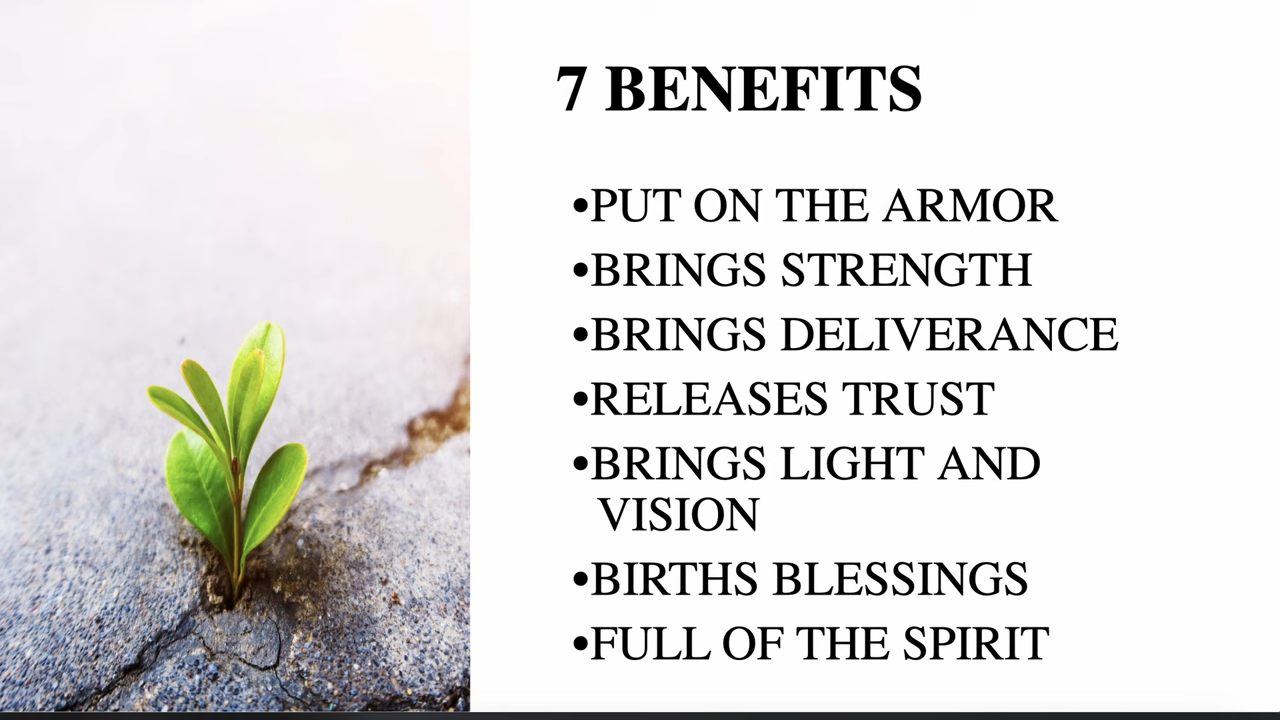 7 BENEFITS
•PUT ON THE ARMOR
•BRINGS STRENGTH
•BRINGS DELIVERANCE
•RELEASES TRUST
•BRINGS LIGHT AND
VISION
•BIRTHS BLESSINGS
•FULL OF THE SPIRIT